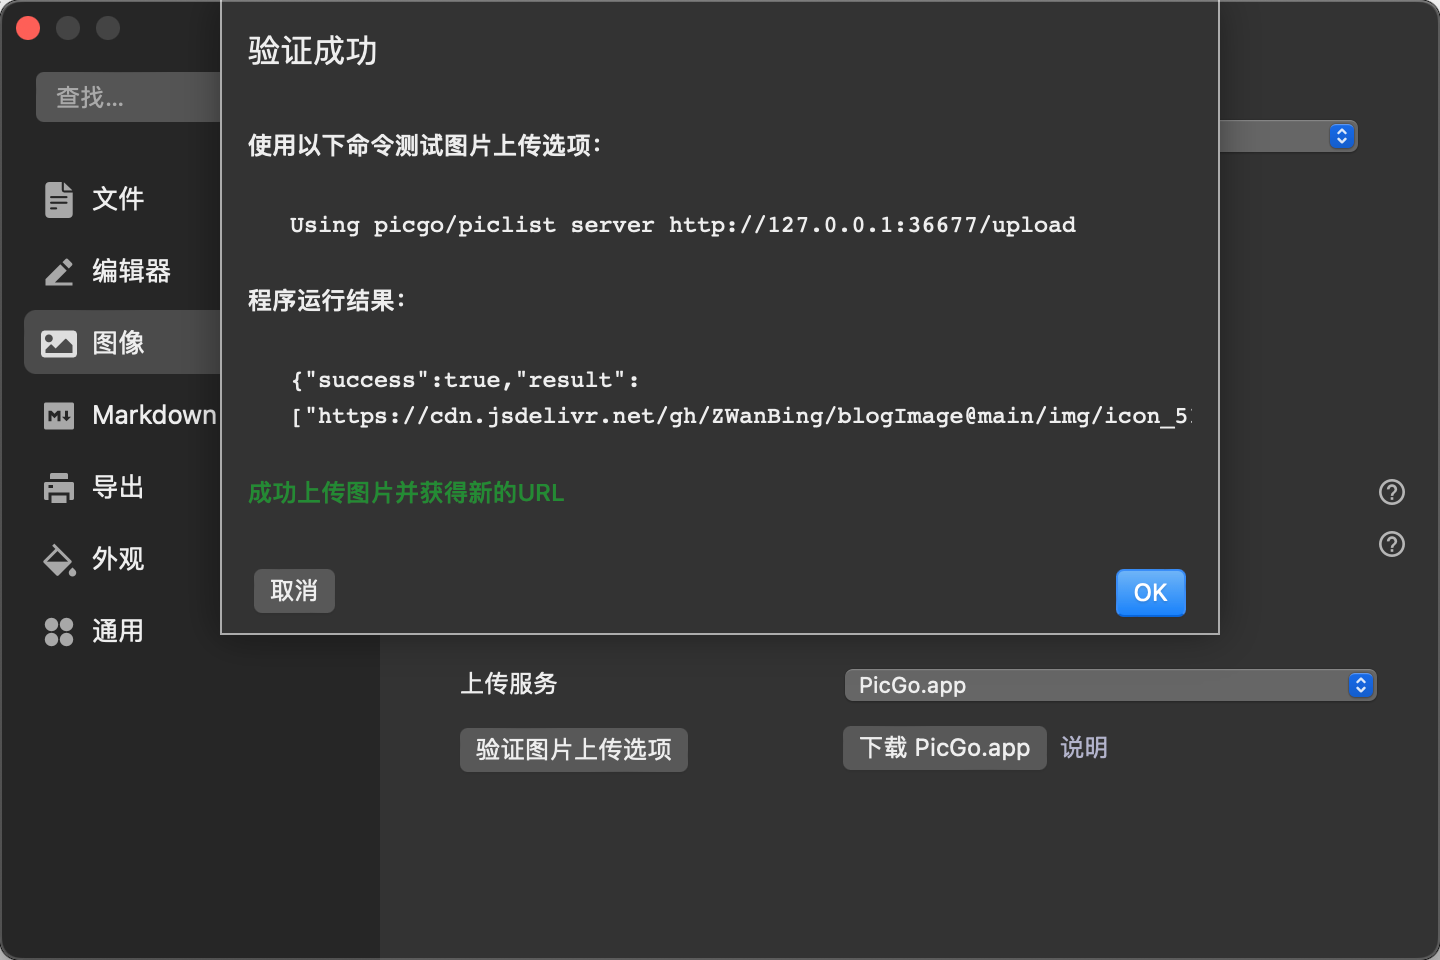 查找...
文件
编辑器
图像
Markdown
导出
外观
通用
验证成功
使用以下命令测试图片上传选项：
Using picgo/piclist server http://127.0.0.1:36677/upload
程序运行结果：
{"success":true,"result":
["https://cdn.jsdelivr.net/gh/ZWanBing/blogImage@main/img/icon_5
成功上传图片并获得新的URL
取消
OK
上传服务
PicGo.app
验证图片上传选项
下载 PicGo.app
说明